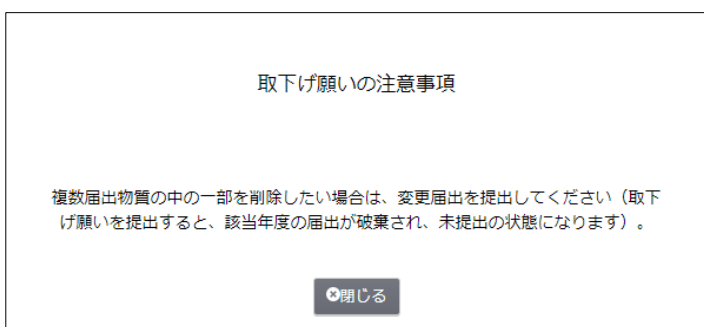 取下げ願いの注意事項
複数届出物質の中の一部を削除したい場合は、変更届出を提出してください（取下
げ願いを提出すると、該当年度の届出が破棄され、未提出の状態になります）。
閉じる